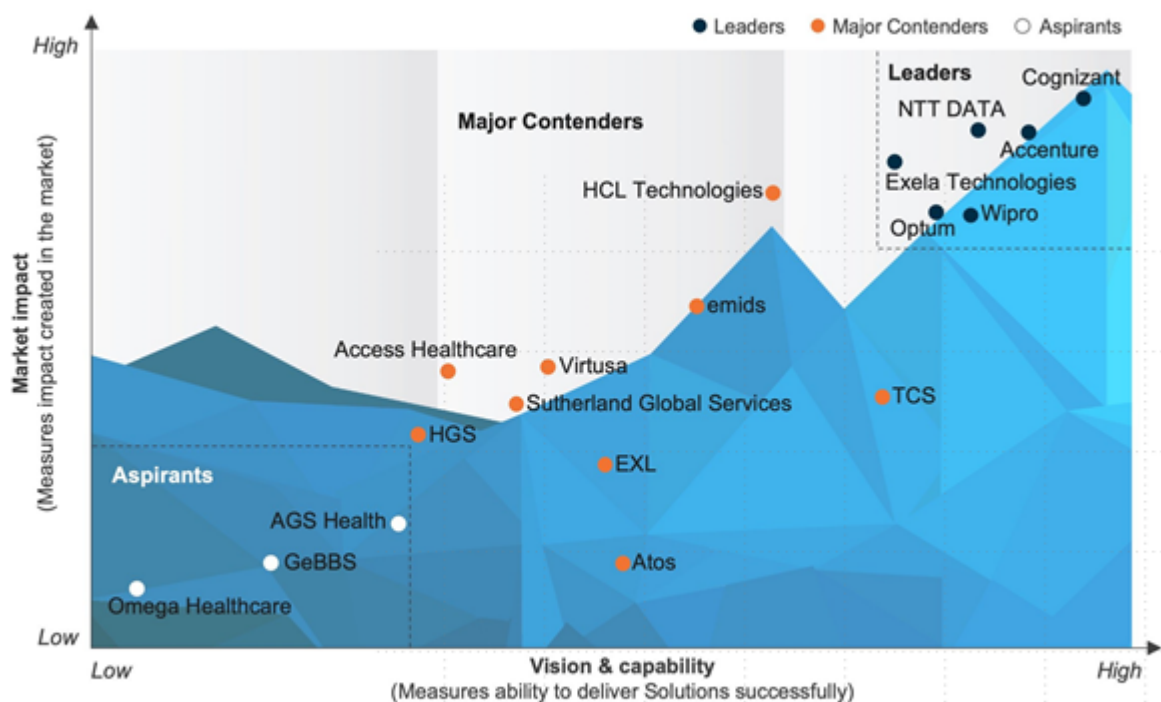 Leaders
Major Contenders
Aspirants
High
Leaders
Cognizant
NTT DATA
Major Contenders
Accenture
Exela Technologies
HCL Technologies
Wipro
Optum
Market impact
(Measures impact created in the market)
emids
Access Healthcare
Virtusa
TCS
Sutherland Global Services
HGS
EXL
Aspirants
AGS Health
GeBBS
Atos
Omega Healthcare
Low
Low
Vision & capability
High
(Measures ability to deliver Solutions successfully)